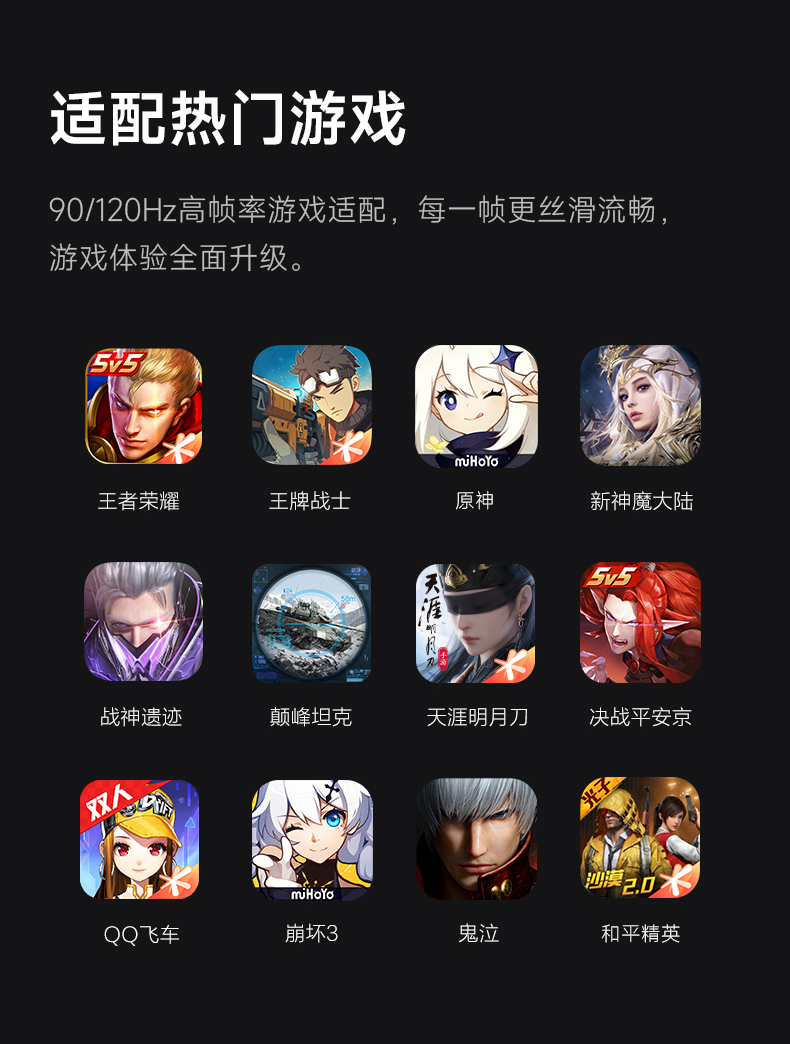 适配热门游戏
90/120Hz高帧率游戏适配，每一帧更丝滑流畅，
游戏体验全面升级。
5v5
miHoYo
王者荣耀
王牌战士
原神
新神魔大陆
58m
天涯明月刀
手游
5v5
战神遗迹
颠峰坦克
天涯明月刀
决战平安京
双人
miHoYo
沙漠2.0
QQ飞车
崩坏3
鬼泣
和平精英